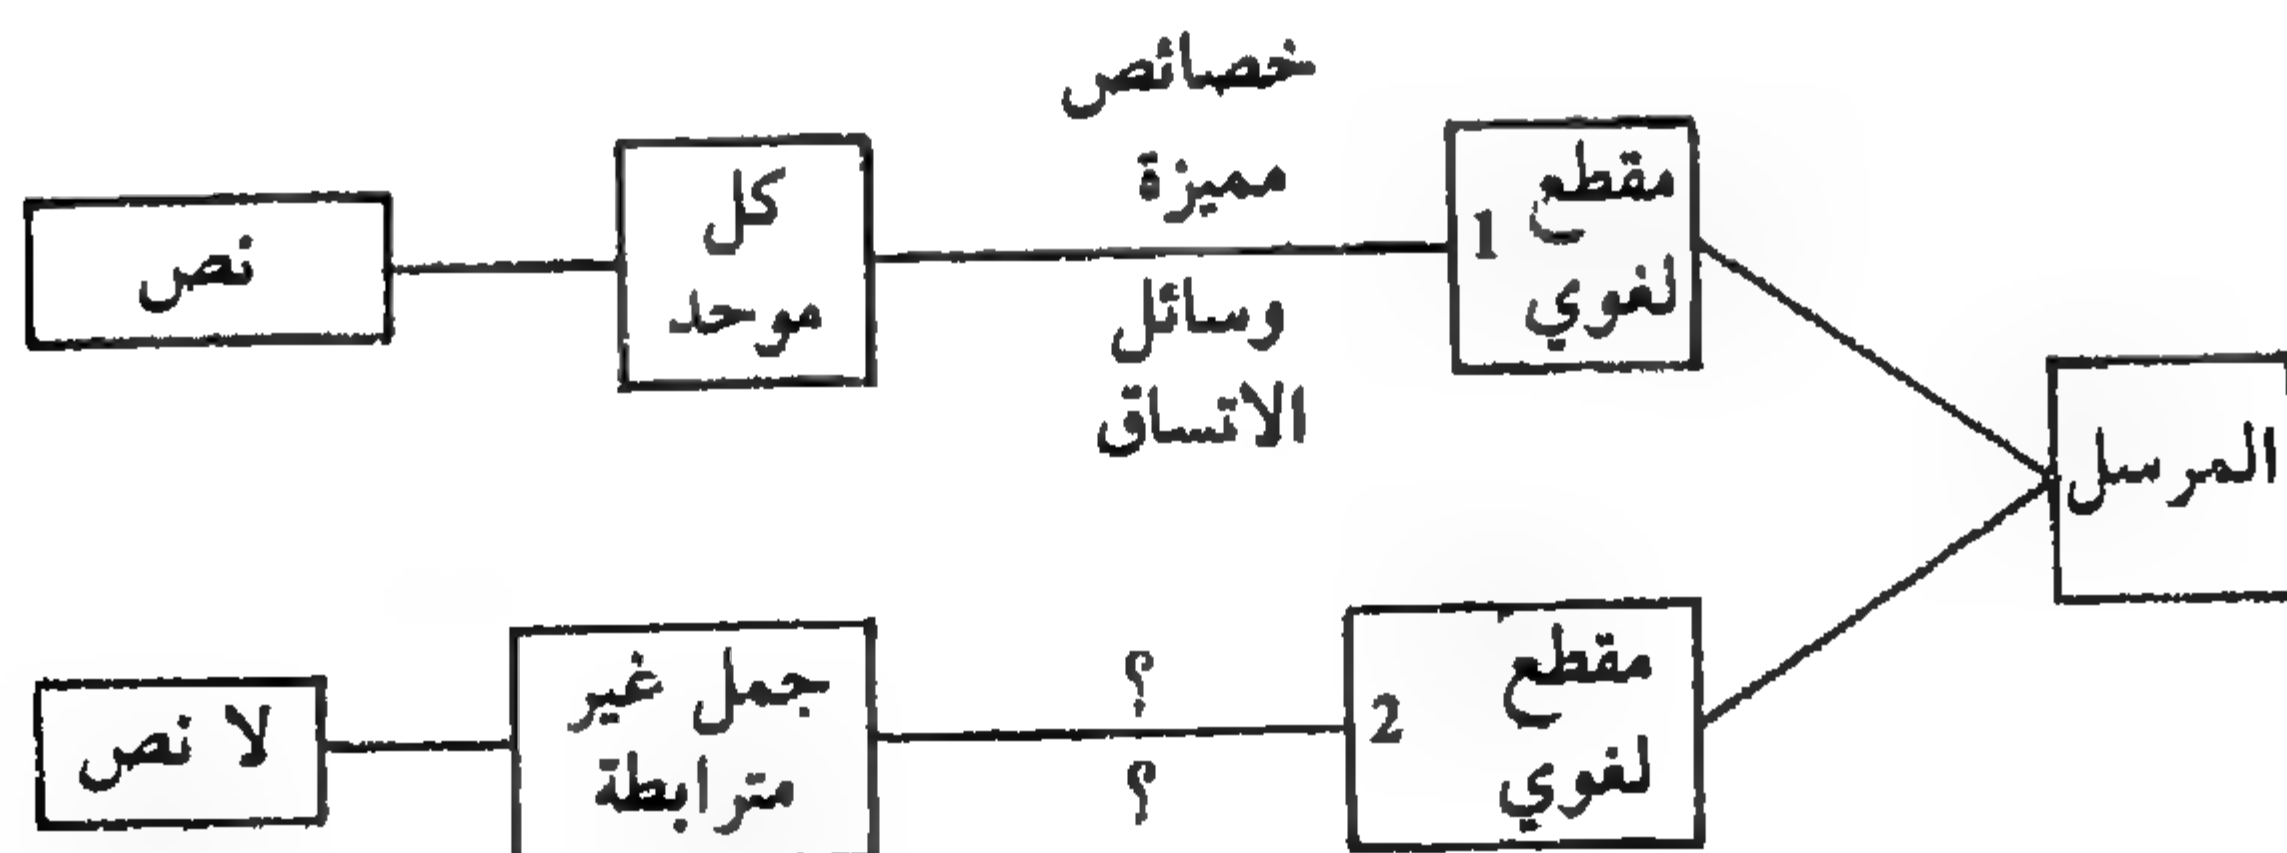 المرسل
مقطع
لغوي
1
خصائص
مميزة
وسائل
الاتساق
كل
موحد
نص
مقطع
لغوي
2
؟
؟
جمل غير
مترابطة
لا نص